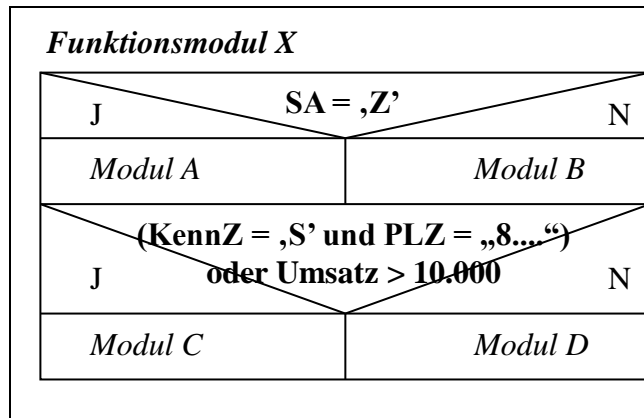 Funktionsmodul X
SA = ‚Z’
J N
Modul A Modul B
(KennZ = ‚S’ und PLZ = „8....“)
oder Umsatz > 10.000
J N
Modul C Modul D